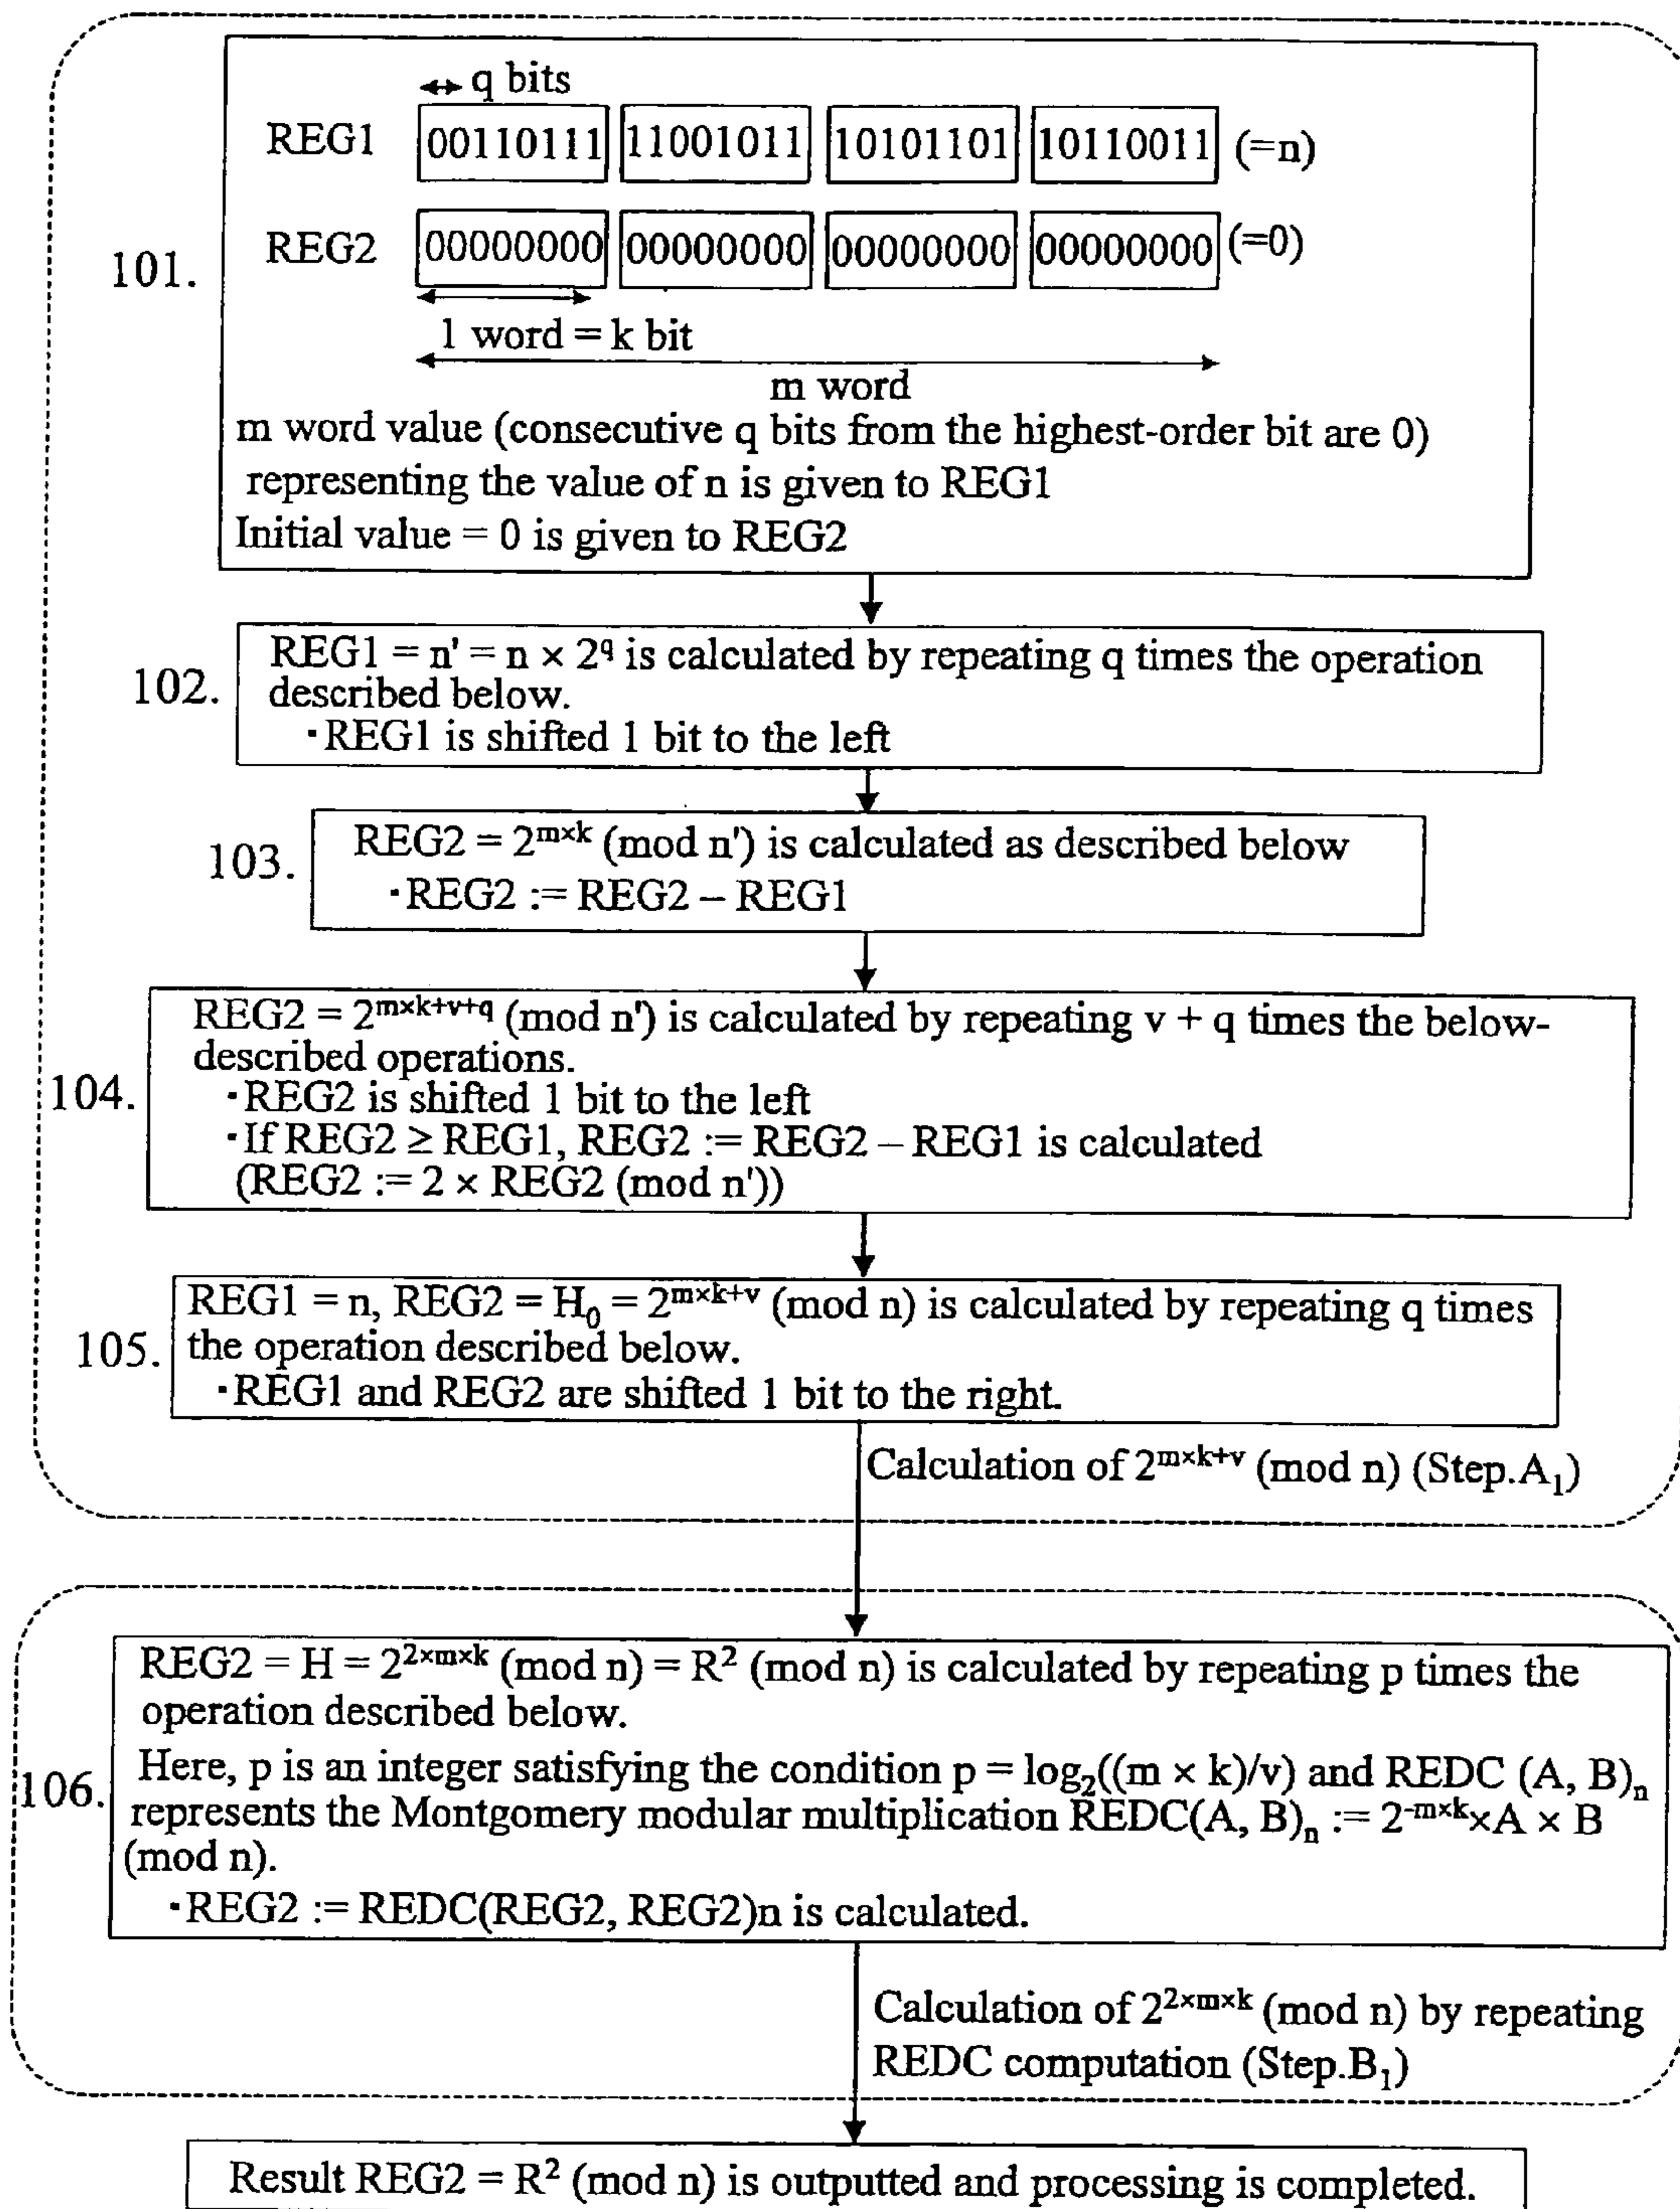 q bits
REG1 00110111 11001011 10101101 10110011 (=n)
REG2 00000000 00000000 00000000 00000000 (=0)
101.
1 word = k bit
m word
m word value (consecutive q bits from the highest-order bit are 0)
representing the value of n is given to REG1
Initial value = 0 is given to REG2
102.
REG1 = n' = n × 2^q is calculated by repeating q times the operation
described below.
・REG1 is shifted 1 bit to the left
103.
REG2 = 2^{m×k} (mod n') is calculated as described below
・REG2 := REG2 – REG1
104.
REG2 = 2^{m×k+v+q} (mod n') is calculated by repeating v + q times the below-
described operations.
・REG2 is shifted 1 bit to the left
・If REG2 ≥ REG1, REG2 := REG2 – REG1 is calculated
(REG2 := 2 × REG2 (mod n'))
105.
REG1 = n, REG2 = H₀ = 2^{m×k+v} (mod n) is calculated by repeating q times
the operation described below.
・REG1 and REG2 are shifted 1 bit to the right.
Calculation of 2^{m×k+v} (mod n) (Step.A₁)
106.
REG2 = H = 2^{2×m×k} (mod n) = R² (mod n) is calculated by repeating p times the
operation described below.
Here, p is an integer satisfying the condition p = log₂((m × k)/v) and REDC (A, B)ₙ
represents the Montgomery modular multiplication REDC(A, B)ₙ := 2^{-m×k}×A × B
(mod n).
・REG2 := REDC(REG2, REG2)n is calculated.
Calculation of 2^{2×m×k} (mod n) by repeating
REDC computation (Step.B₁)
Result REG2 = R² (mod n) is outputted and processing is completed.